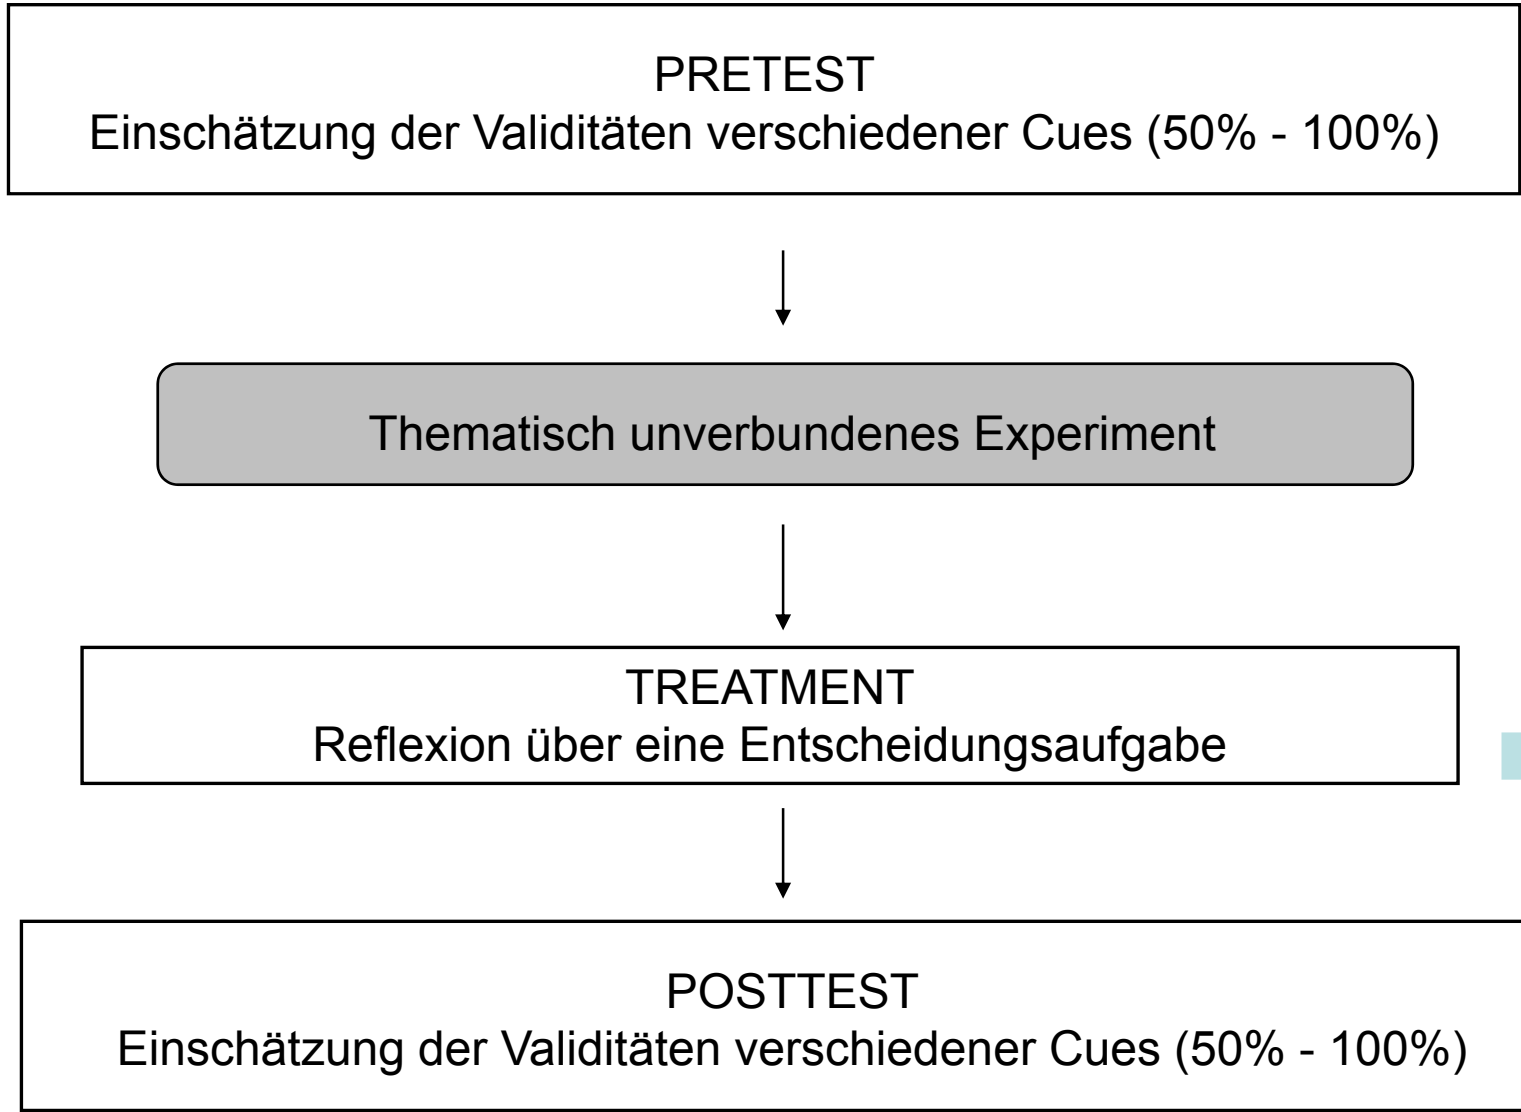 PRETEST
Einschätzung der Validitäten verschiedener Cues (50% - 100%)
Thematisch unverbundenes Experiment
TREATMENT
Reflexion über eine Entscheidungsaufgabe
POSTTEST
Einschätzung der Validitäten verschiedener Cues (50% - 100%)